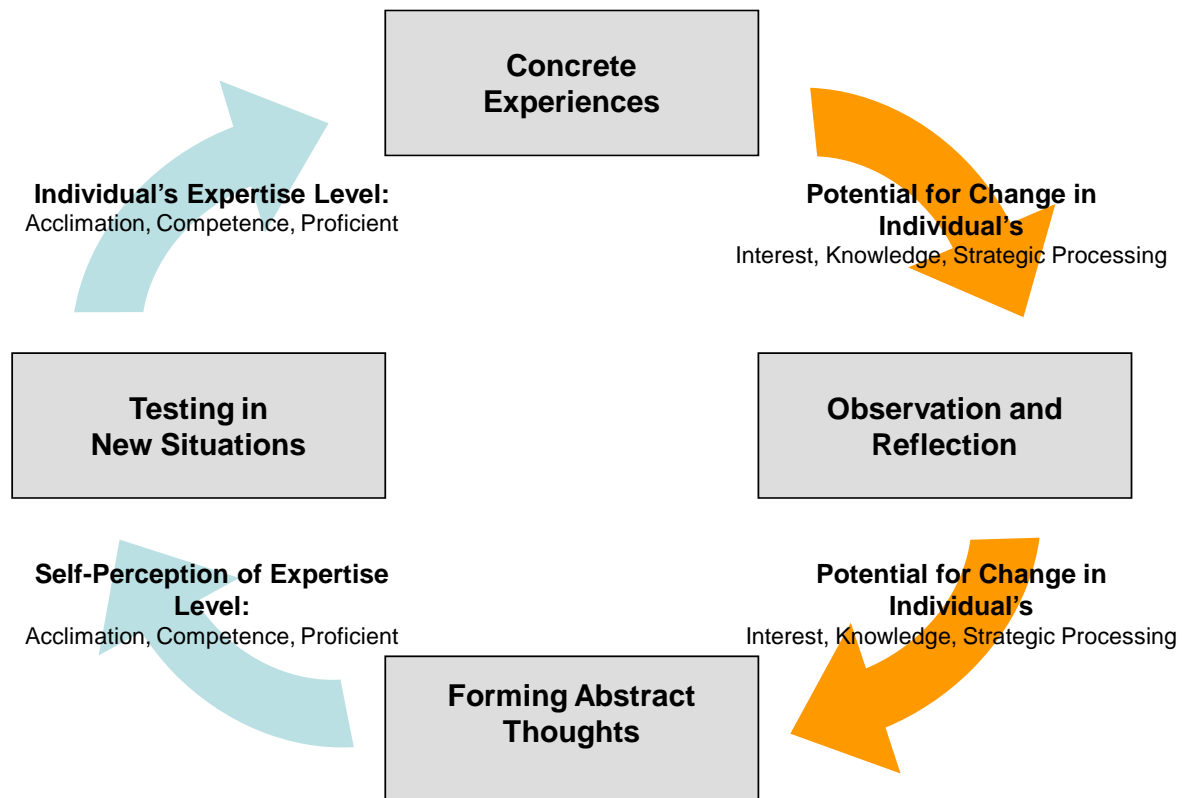 Concrete
Experiences
Potential for Change in
Individual’s
Interest, Knowledge, Strategic Processing
Observation and
Reflection
Potential for Change in
Individual’s
Interest, Knowledge, Strategic Processing
Forming Abstract
Thoughts
Self-Perception of Expertise
Level:
Acclimation, Competence, Proficient
Testing in
New Situations
Individual’s Expertise Level:
Acclimation, Competence, Proficient